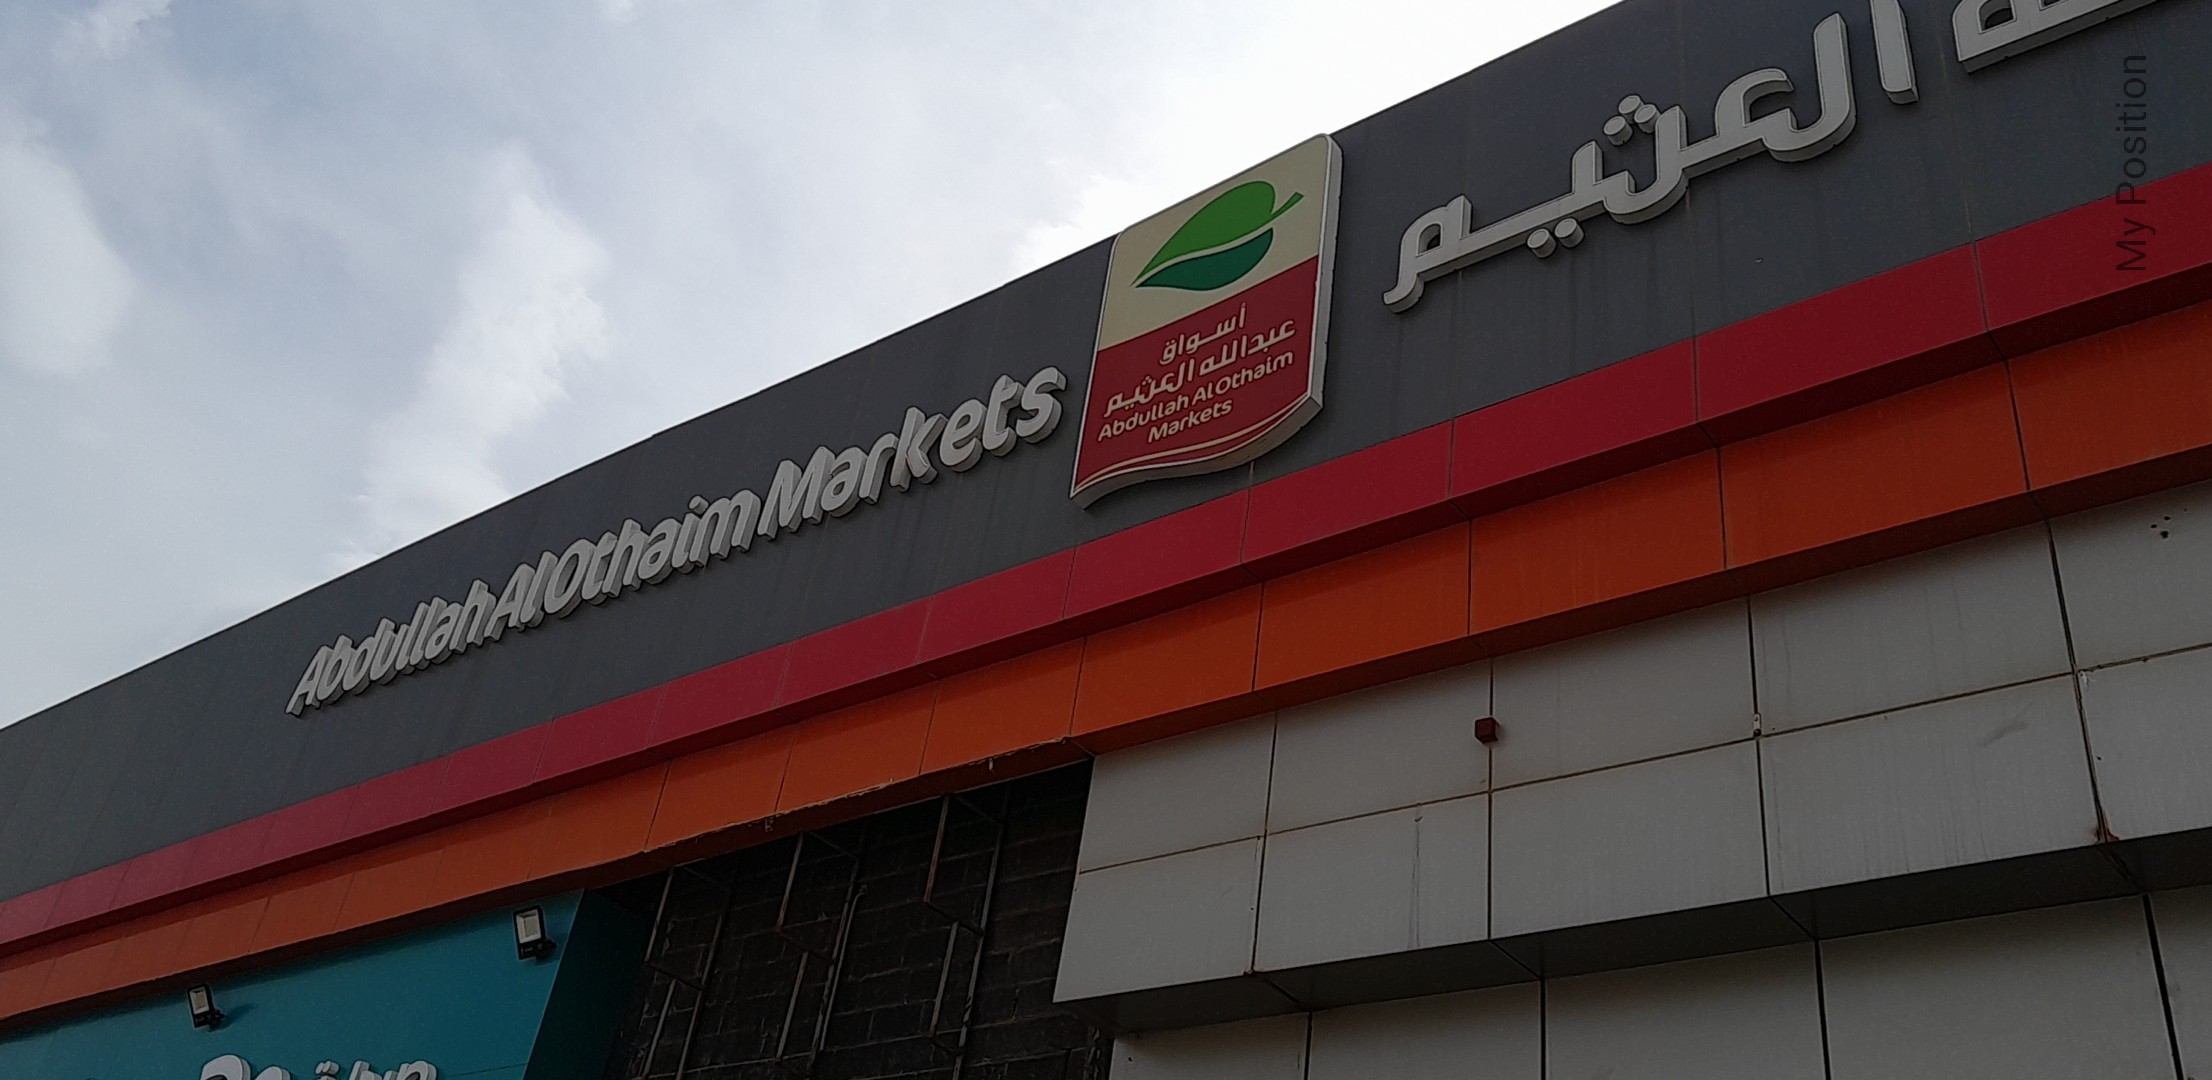 Abdullah Al Othaim Markets
أسواق
عبدالله العثيم
Abdullah Al Othaim
Markets
العثيم
My Position